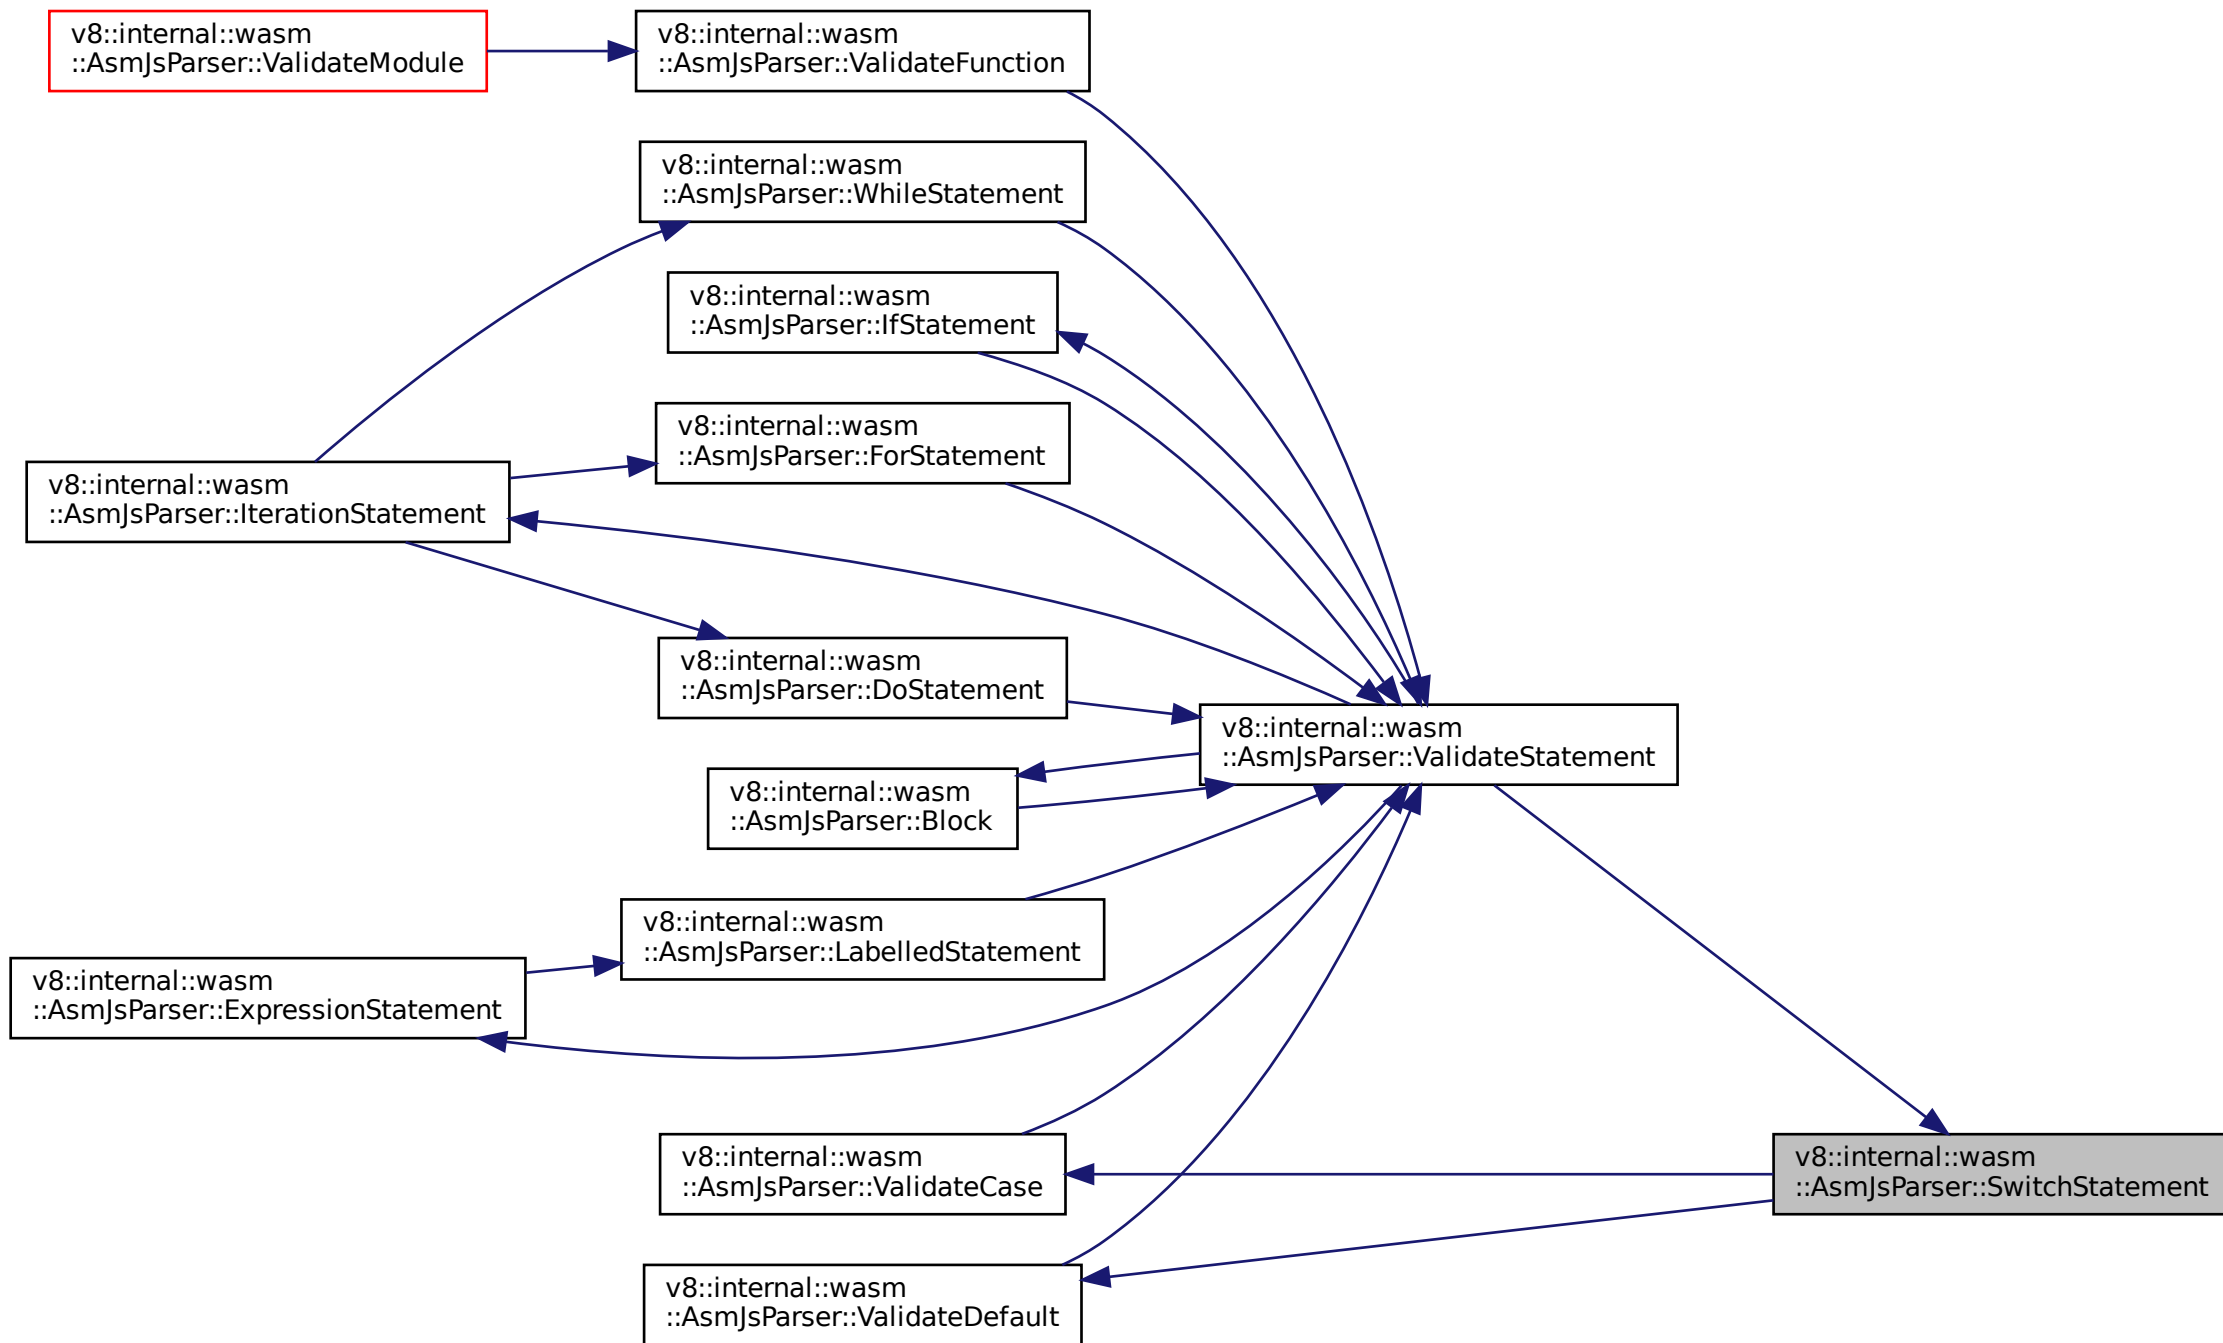 v8::internal::wasm
::AsmJsParser::ValidateModule
v8::internal::wasm
::AsmJsParser::ValidateFunction
v8::internal::wasm
::AsmJsParser::WhileStatement
v8::internal::wasm
::AsmJsParser::IfStatement
v8::internal::wasm
::AsmJsParser::ForStatement
v8::internal::wasm
::AsmJsParser::IterationStatement
v8::internal::wasm
::AsmJsParser::DoStatement
v8::internal::wasm
::AsmJsParser::ValidateStatement
v8::internal::wasm
::AsmJsParser::Block
v8::internal::wasm
::AsmJsParser::LabelledStatement
v8::internal::wasm
::AsmJsParser::ExpressionStatement
v8::internal::wasm
::AsmJsParser::ValidateCase
v8::internal::wasm
::AsmJsParser::SwitchStatement
v8::internal::wasm
::AsmJsParser::ValidateDefault